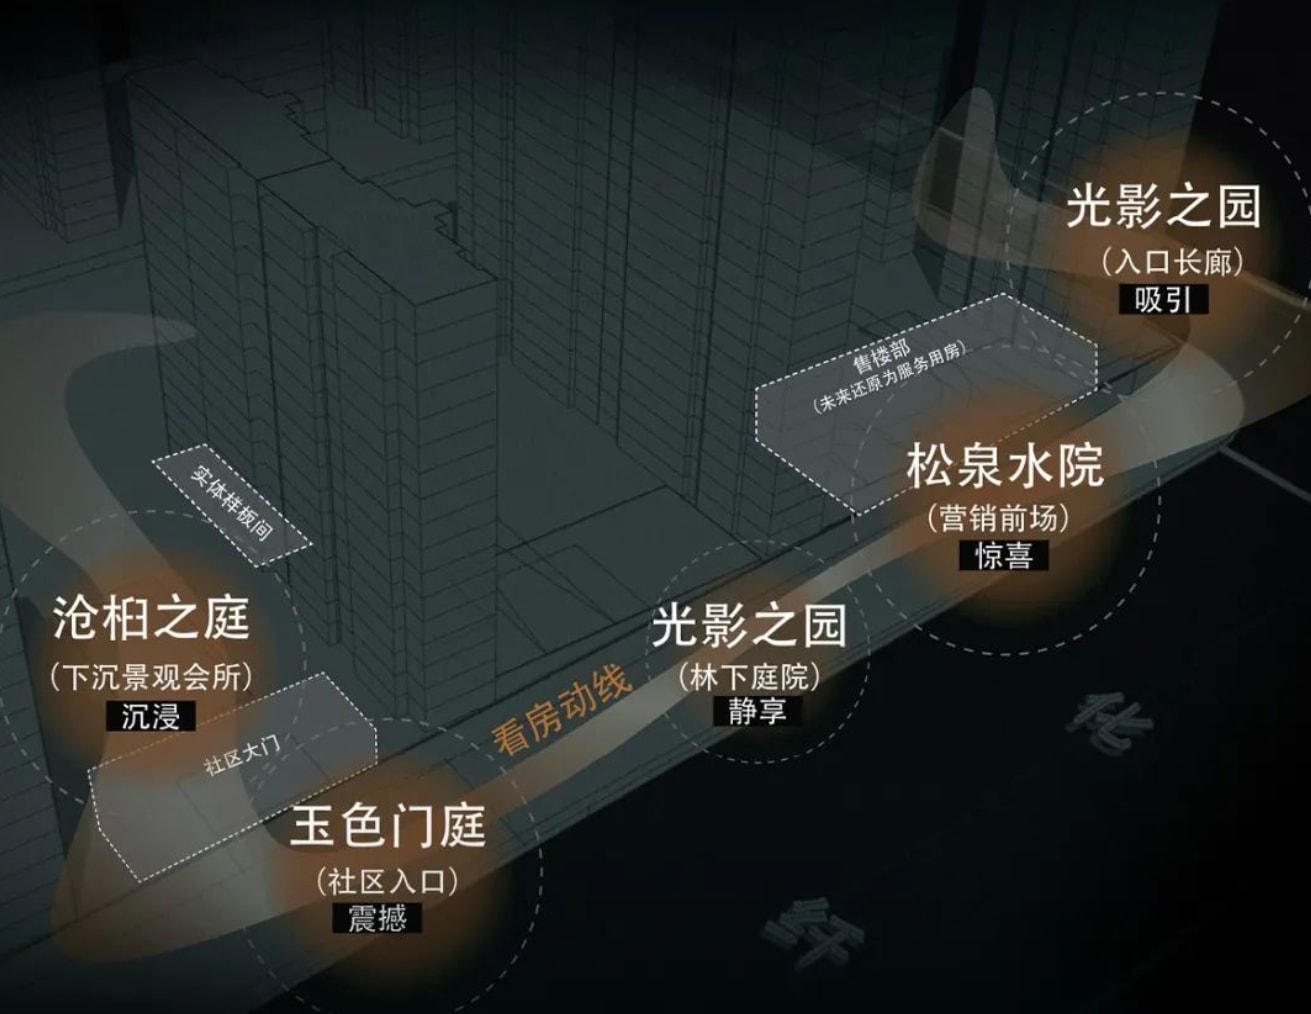 光影之园
（入口长廊）
吸引
售楼部
（未来还原为服务用房）
松泉水院
（营销前场）
惊喜
实体样板间
沧桕之庭
（下沉景观会所）
沉浸
光影之园
（林下庭院）
静享
看房动线
社区大门
玉色门庭
（社区入口）
震撼
化
纤